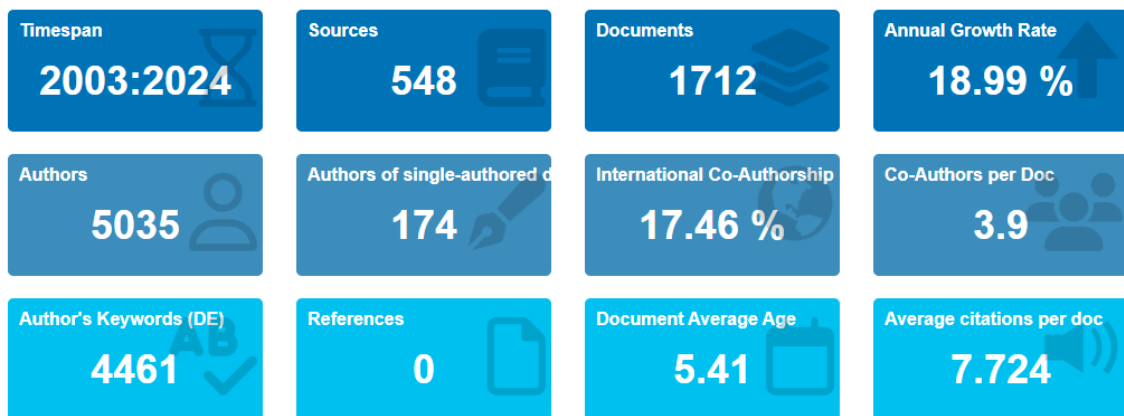 Timespan
2003:2024
Sources
548
Documents
1712
Annual Growth Rate
18.99 %
Authors
5035
Authors of single-authored d
174
International Co-Authorship
17.46 %
Co-Authors per Doc
3.9
Author's Keywords (DE)
AB
4461
References
0
Document Average Age
5.41
Average citations per doc
7.724